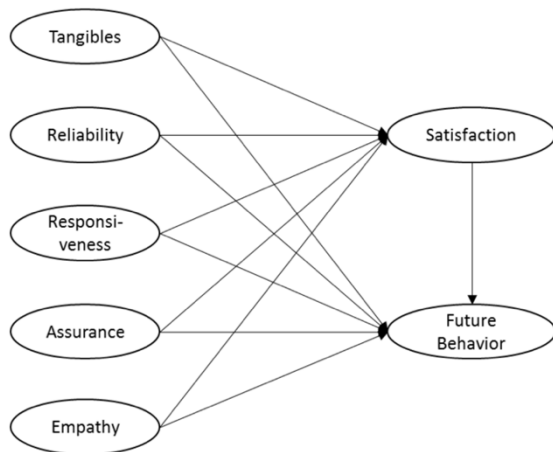 Tangibles
Reliability
Responsi-
veness
Assurance
Empathy
Satisfaction
Future
Behavior